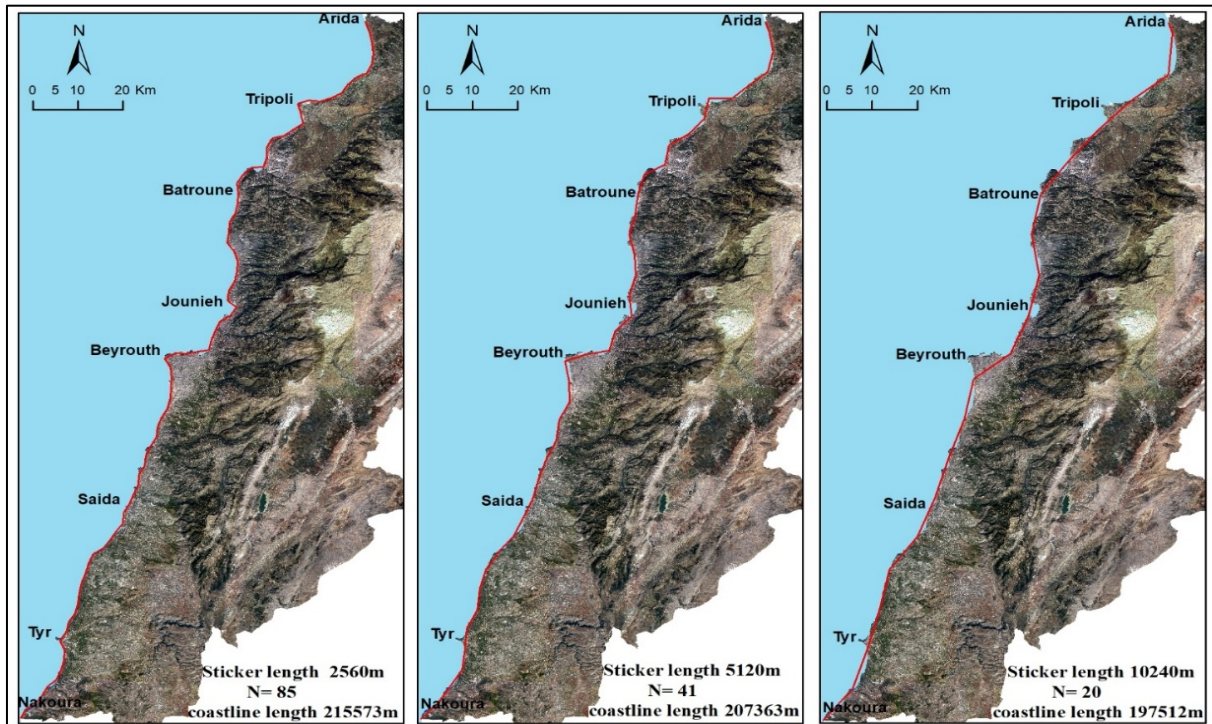 Arida
N
0 5 10 20 Km
Tripoli
Batroune
Jounieh
Beyrouth
Saida
Tyr
Nakoura
Sticker length 2560m
N= 85
coastline length 215573m
Arida
N
0 5 10 20 Km
Tripoli
Batroune
Jounieh
Beyrouth
Saida
Tyr
Nakoura
Sticker length 5120m
N= 41
coastline length 207363m
Arida
N
0 5 10 20 Km
Tripoli
Batroune
Jounieh
Beyrouth
Saida
Tyr
Nakoura
Sticker length 10240m
N= 20
coastline length 197512m